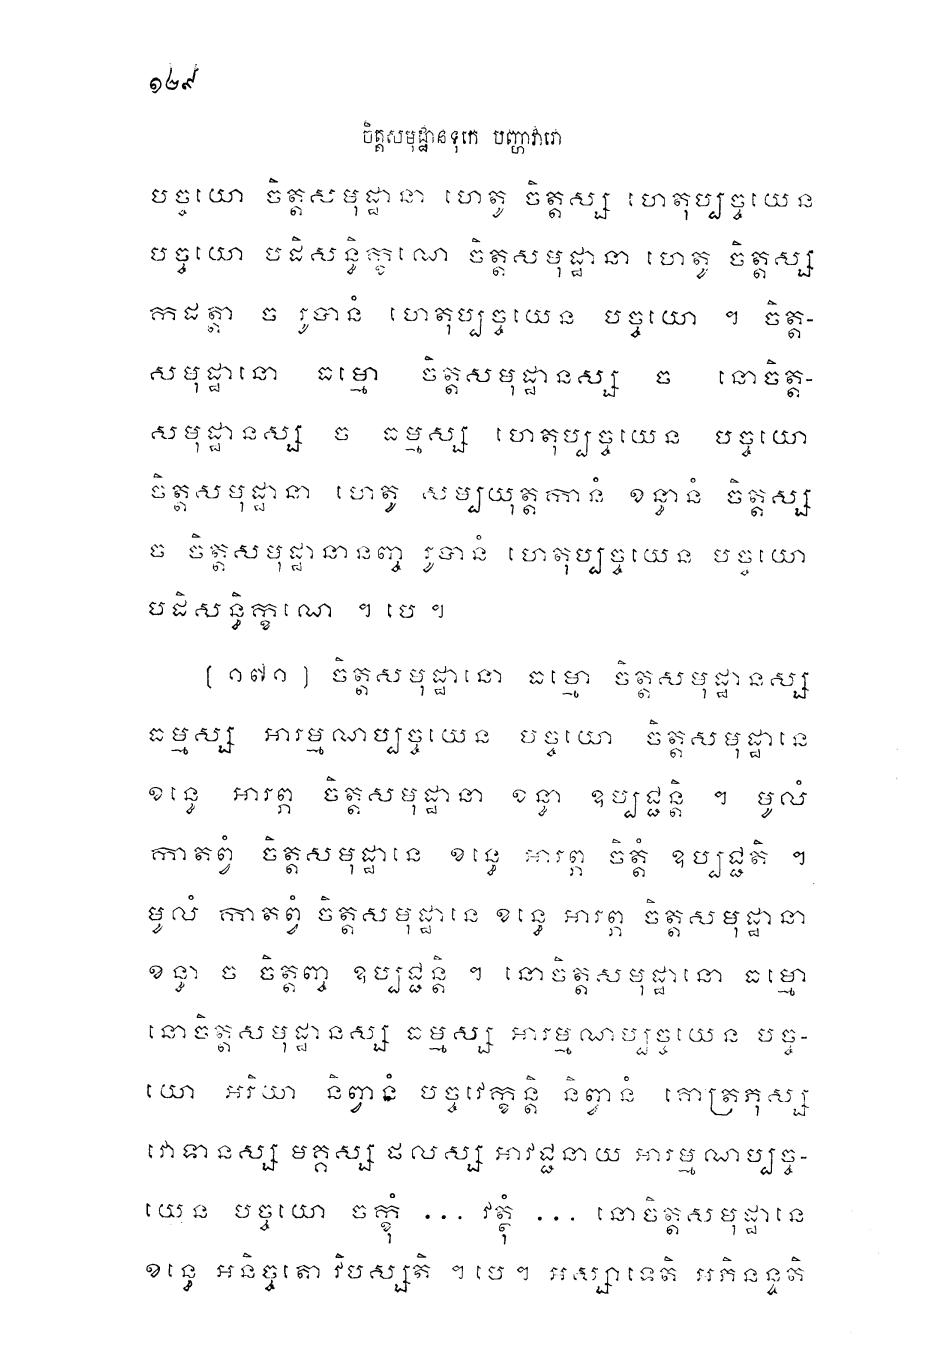 ១២៩
ចិត្តសមុដ្ឋានទុកេ បញ្ហាវារោ
បច្ចយោ ចិត្តសមុដ្ឋានា ហេតូ ចិត្តស្ស ហេតុប្បច្ចយេន
បច្ចយោ បដិសន្ធិក្ខណេ ចិត្តសមុដ្ឋានា ហេតូ ចិត្តស្ស
កដត្តា ច រូបានំ ហេតុប្បច្ចយេន បច្ចយោ ។ ចិត្ត-
សមុដ្ឋានោ ធម្មោ ចិត្តសមុដ្ឋានស្ស ច នោចិត្ត-
សមុដ្ឋានស្ស ច ធម្មស្ស ហេតុប្បច្ចយេន បច្ចយោ
ចិត្តសមុដ្ឋានា ហេតូ សម្បយុត្តកានំ ខន្ធានំ ចិត្តស្ស
ច ចិត្តសមុដ្ឋានានញ្ច រូបានំ ហេតុប្បច្ចយេន បច្ចយោ
បដិសន្ធិក្ខណេ ។ បេ ។
[១៧១] ចិត្តសមុដ្ឋានោ ធម្មោ ចិត្តសមុដ្ឋានស្ស
ធម្មស្ស អារម្មណប្បច្ចយេន បច្ចយោ ចិត្តសមុដ្ឋានេ
ខន្ធេ អារព្ភ ចិត្តសមុដ្ឋានា ខន្ធា ឧប្បជ្ជន្តិ ។ មូលំ
កាតព្វំ ចិត្តសមុដ្ឋានេ ខន្ធេ អារព្ភ ចិត្តំ ឧប្បជ្ជតិ ។
មូលំ កាតព្វំ ចិត្តសមុដ្ឋានេ ខន្ធេ អារព្ភ ចិត្តសមុដ្ឋានា
ខន្ធា ច ចិត្តញ្ច ឧប្បជ្ជន្តិ ។ នោចិត្តសមុដ្ឋានោ ធម្មោ
នោចិត្តសមុដ្ឋានស្ស ធម្មស្ស អារម្មណប្បច្ចយេន បច្ច-
យោ អរិយា និព្វានំ បច្ចវេក្ខន្តិ និព្វានំ គោត្រភុស្ស
វោទានស្ស មគ្គស្ស ផលស្ស អាវជ្ជនាយ អារម្មណប្បច្ច-
យេន បច្ចយោ ចក្ខុំ ... វត្ថុំ ... នោចិត្តសមុដ្ឋានេ
ខន្ធេ អនិច្ចតោ វិបស្សតិ ។ បេ ។ អស្សាទេតិ អភិនន្ទតិ